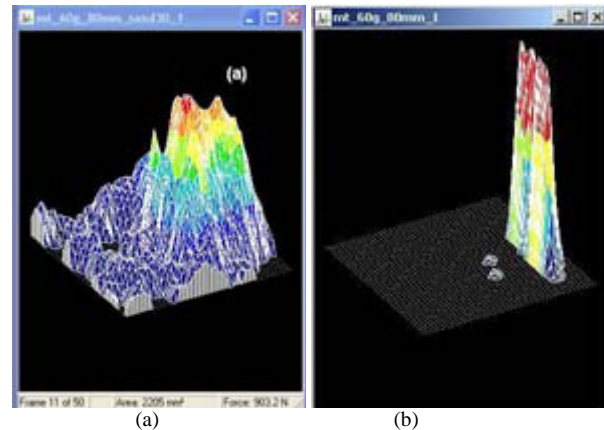 mt_60g_80mm_sand30_1
(a)
Frame 11 of 50 Area: 2205 mm² Force: 903.2 N
(a)
mt_60g_80mm_1
(b)